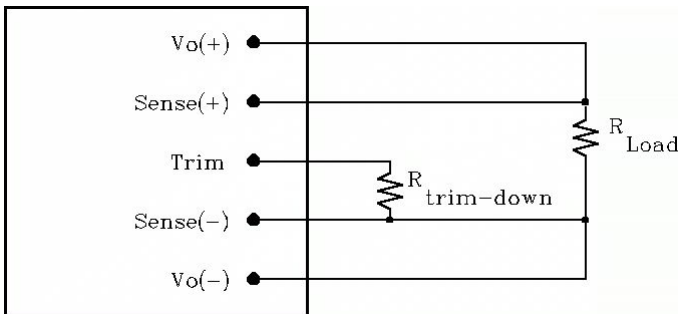 Vo(+)
Sense(+)
R
Load
Trim
R
trim-down
Sense(-)
Vo(-)